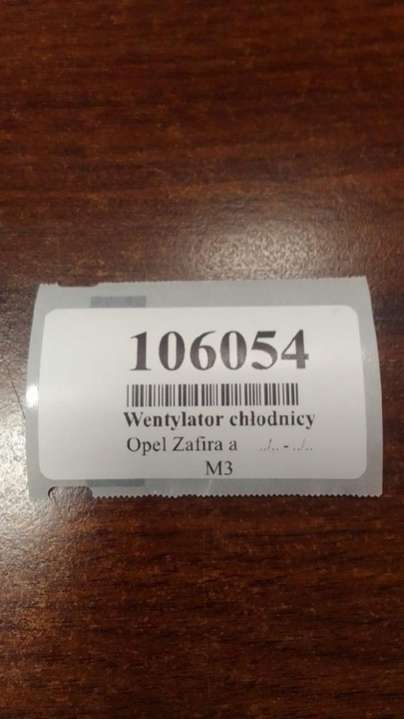 106054
Wentylator chłodnicy
Opel Zafira a ../.. - ../..
M3